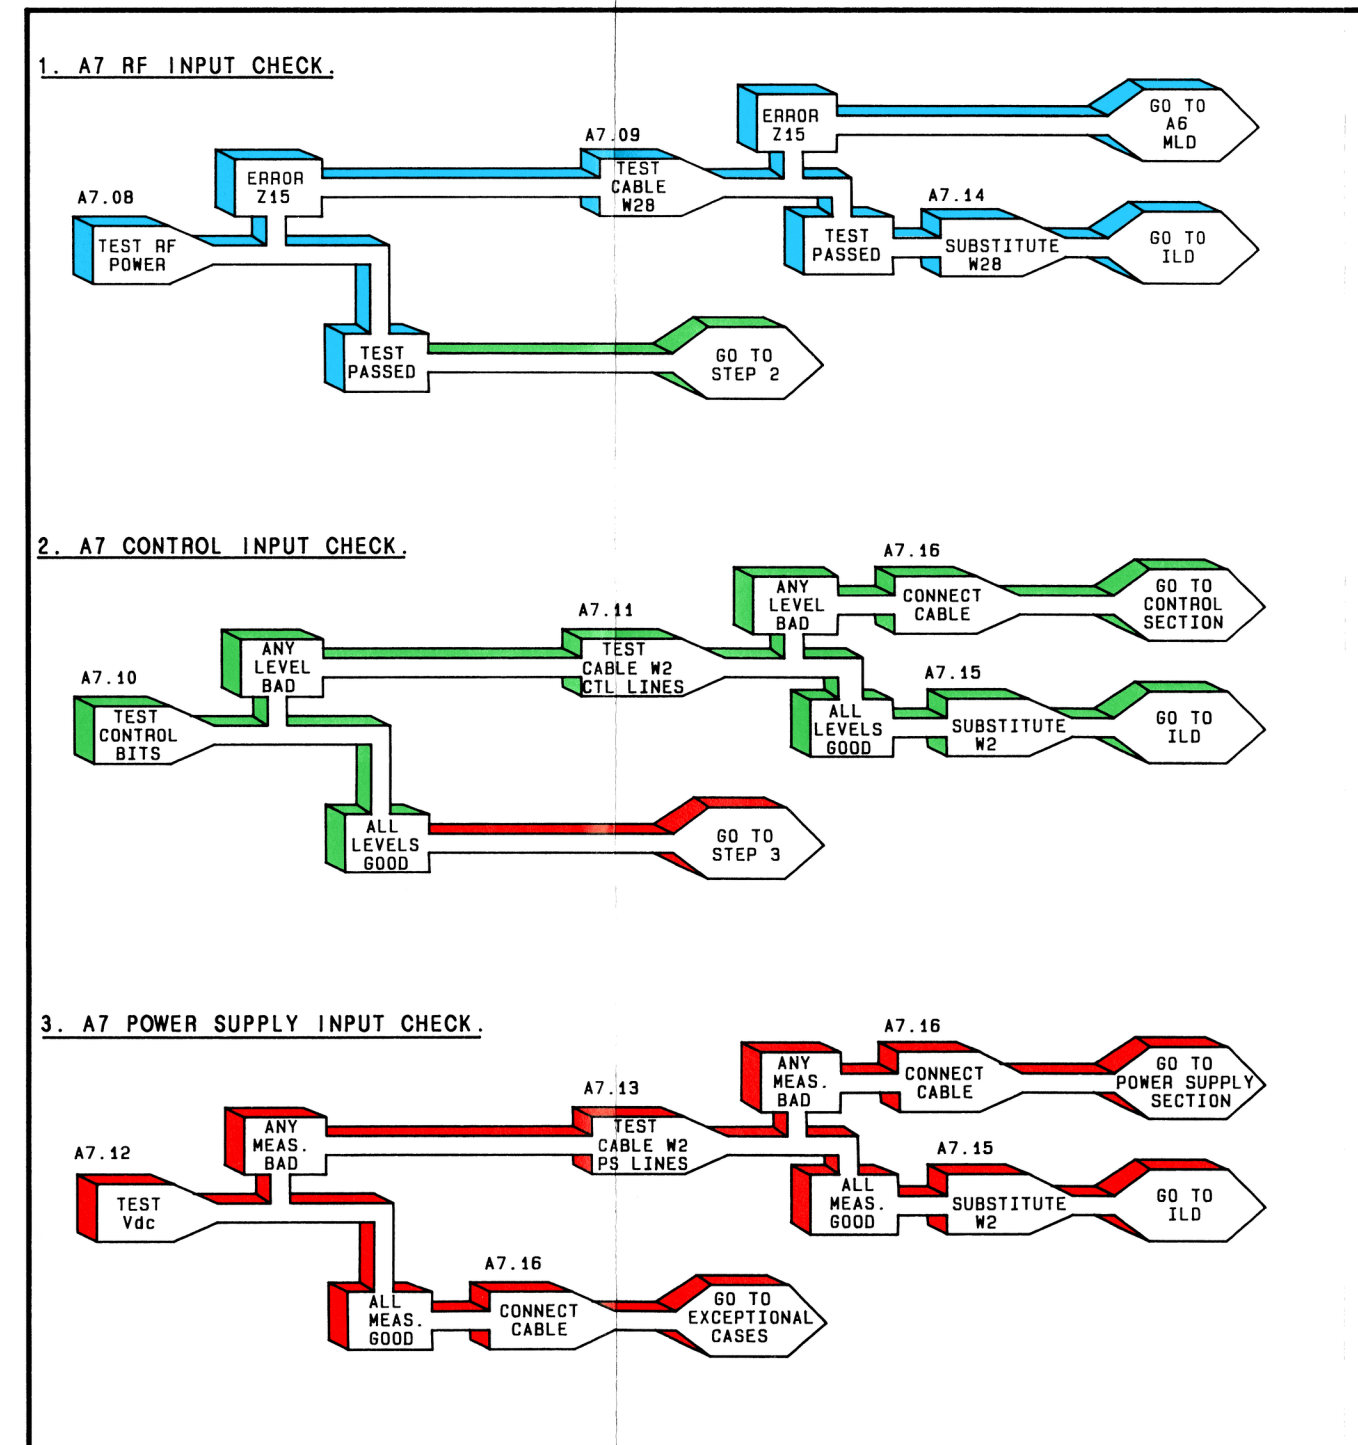 1. A7 RF INPUT CHECK.
A7.08
TEST RF
POWER
ERROR
Z15
TEST
PASSED
GO TO
STEP 2
A7.09
TEST
CABLE
W28
ERROR
Z15
GO TO
A6
MLD
TEST
PASSED
A7.14
SUBSTITUTE
W28
GO TO
ILD
2. A7 CONTROL INPUT CHECK.
A7.10
TEST
CONTROL
BITS
ANY
LEVEL
BAD
ALL
LEVELS
GOOD
GO TO
STEP 3
A7.11
TEST
CABLE W2
CTL LINES
ANY
LEVEL
BAD
A7.16
CONNECT
CABLE
GO TO
CONTROL
SECTION
ALL
LEVELS
GOOD
A7.15
SUBSTITUTE
W2
GO TO
ILD
3. A7 POWER SUPPLY INPUT CHECK.
A7.12
TEST
Vdc
ANY
MEAS.
BAD
ALL
MEAS.
GOOD
A7.16
CONNECT
CABLE
GO TO
EXCEPTIONAL
CASES
A7.13
TEST
CABLE W2
PS LINES
ANY
MEAS.
BAD
A7.16
CONNECT
CABLE
GO TO
POWER SUPPLY
SECTION
ALL
MEAS.
GOOD
A7.15
SUBSTITUTE
W2
GO TO
ILD